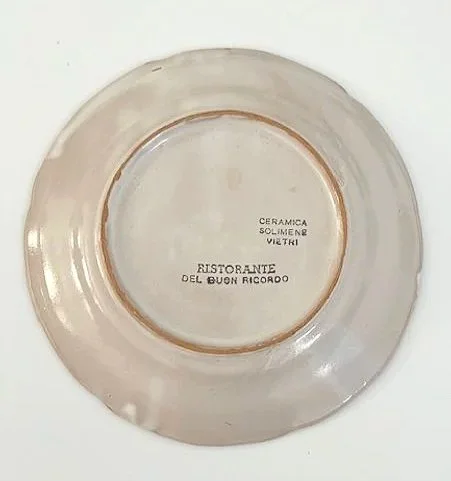 CERAMICA
SOLIMENE
VIETRI
RISTORANTE
DEL BUON RICORDO